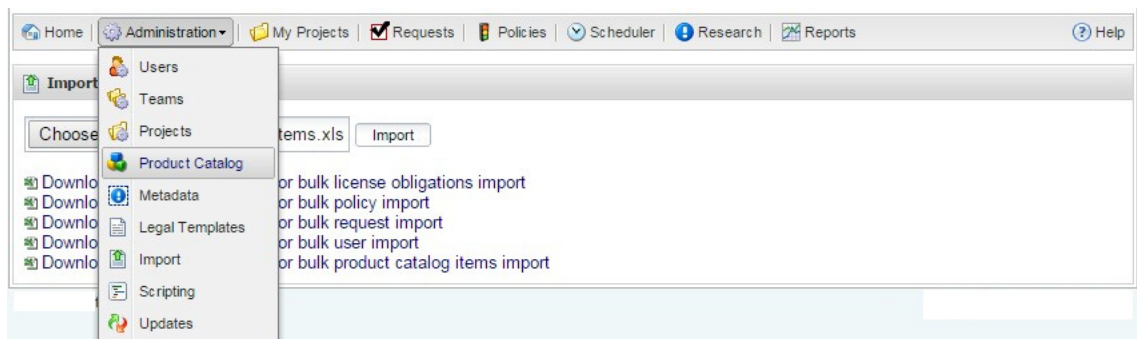 Home Administration My Projects Requests Policies Scheduler Research Reports Help
Import
Users
Teams
Projects
Product Catalog
Metadata
Legal Templates
Import
Scripting
Updates
Choose tems.xls Import
Downlo or bulk license obligations import
Downlo or bulk policy import
Downlo or bulk request import
Downlo or bulk user import
Downlo or bulk product catalog items import